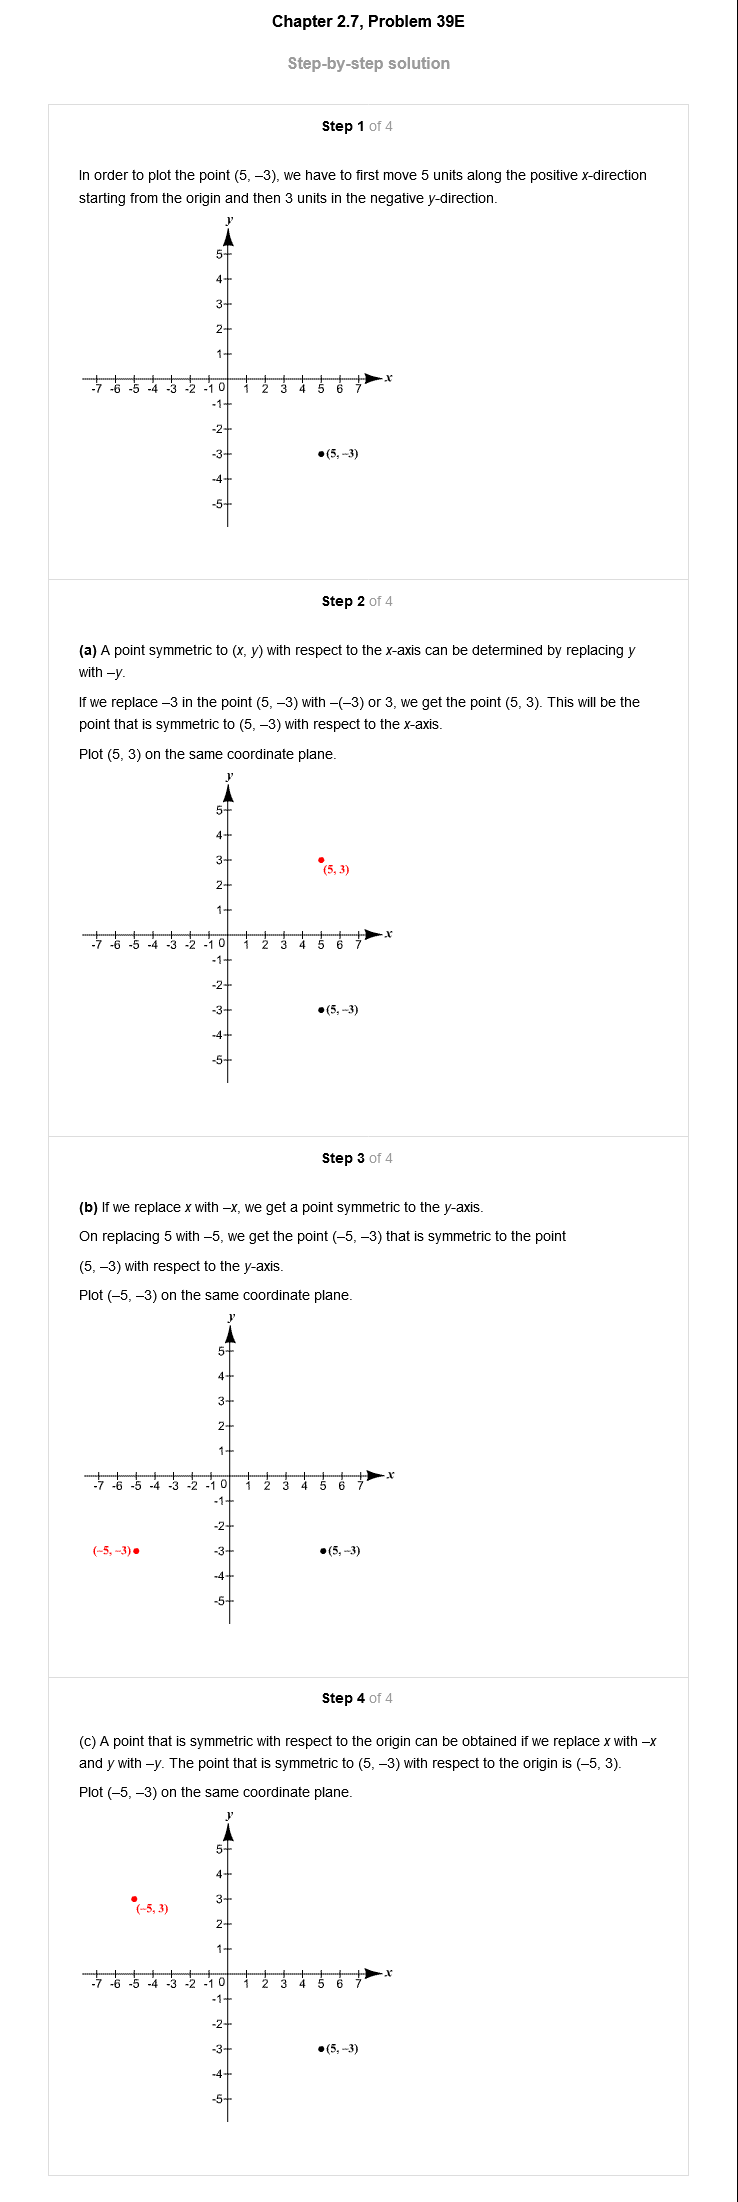 Chapter 2.7, Problem 39E
Step-by-step solution
Step 1 of 4
In order to plot the point (5, –3), we have to first move 5 units along the positive x-direction
starting from the origin and then 3 units in the negative y-direction.
y
5
4
3
2
1
x
-7 -6 -5 -4 -3 -2 -1 0 1 2 3 4 5 6 7
-1
-2
-3 (5, –3)
-4
-5
Step 2 of 4
(a) A point symmetric to (x, y) with respect to the x-axis can be determined by replacing y
with –y.
If we replace –3 in the point (5, –3) with –(–3) or 3, we get the point (5, 3). This will be the
point that is symmetric to (5, –3) with respect to the x-axis.
Plot (5, 3) on the same coordinate plane.
y
5
4
3
(5, 3)
2
1
x
-7 -6 -5 -4 -3 -2 -1 0 1 2 3 4 5 6 7
-1
-2
-3 (5, –3)
-4
-5
Step 3 of 4
(b) If we replace x with –x, we get a point symmetric to the y-axis.
On replacing 5 with –5, we get the point (–5, –3) that is symmetric to the point
(5, –3) with respect to the y-axis.
Plot (–5, –3) on the same coordinate plane.
y
5
4
3
2
1
x
-7 -6 -5 -4 -3 -2 -1 0 1 2 3 4 5 6 7
-1
-2
(–5, –3) -3 (5, –3)
-4
-5
Step 4 of 4
(c) A point that is symmetric with respect to the origin can be obtained if we replace x with –x
and y with –y. The point that is symmetric to (5, –3) with respect to the origin is (–5, 3).
Plot (–5, –3) on the same coordinate plane.
y
5
4
3
(–5, 3)
2
1
x
-7 -6 -5 -4 -3 -2 -1 0 1 2 3 4 5 6 7
-1
-2
-3 (5, –3)
-4
-5